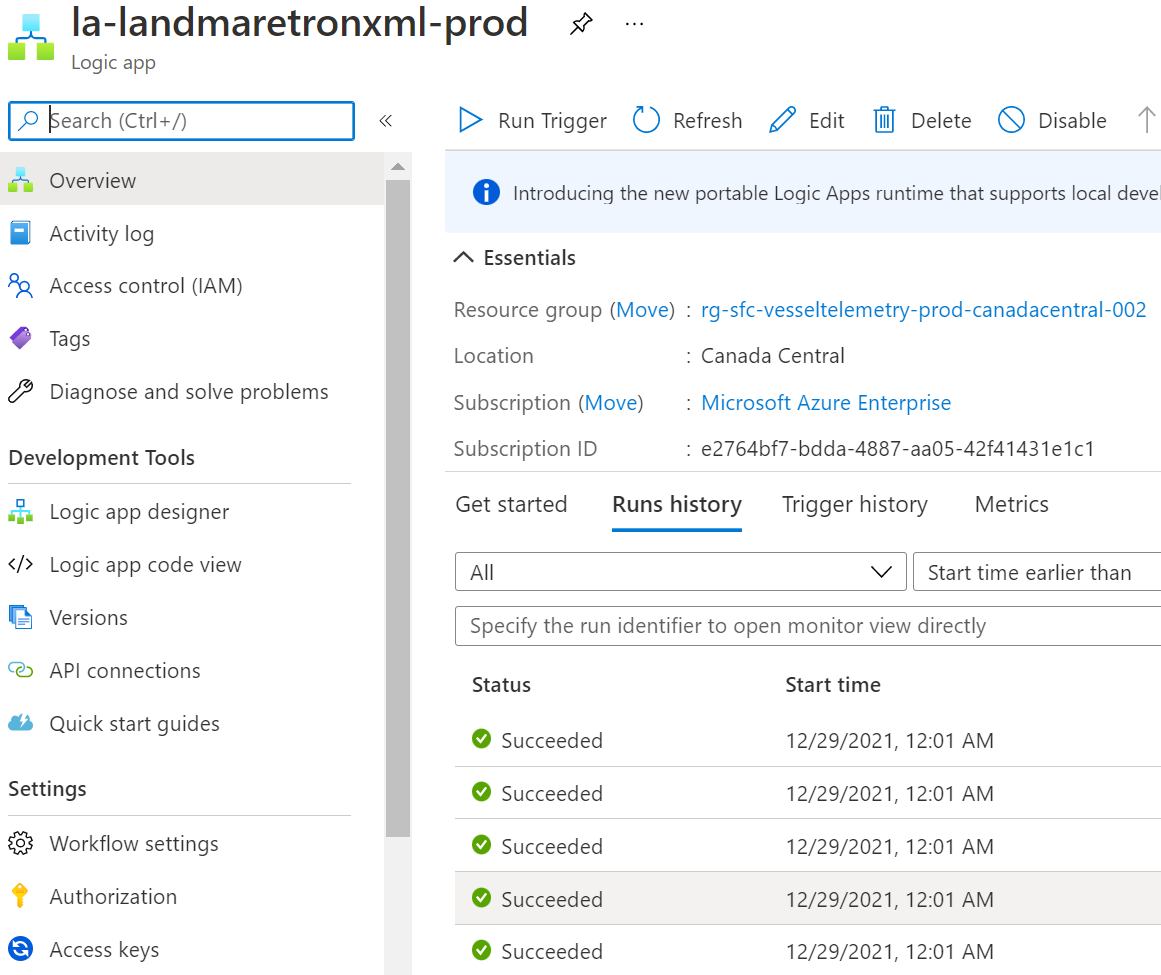 la-landmaretronxml-prod
...
Logic app
Search (Ctrl+/)
«
Overview
Activity log
Access control (IAM)
Tags
Diagnose and solve problems
Development Tools
Logic app designer
Logic app code view
Versions
API connections
Quick start guides
Settings
Workflow settings
Authorization
Access keys
Run Trigger Refresh Edit Delete Disable
Introducing the new portable Logic Apps runtime that supports local deve
Essentials
Resource group (Move) : rg-sfc-vesseltelemetry-prod-canadacentral-002
Location : Canada Central
Subscription (Move) : Microsoft Azure Enterprise
Subscription ID : e2764bf7-bdda-4887-aa05-42f41431e1c1
Get started Runs history Trigger history Metrics
All Start time earlier than
Specify the run identifier to open monitor view directly
Status Start time
Succeeded 12/29/2021, 12:01 AM
Succeeded 12/29/2021, 12:01 AM
Succeeded 12/29/2021, 12:01 AM
Succeeded 12/29/2021, 12:01 AM
Succeeded 12/29/2021, 12:01 AM